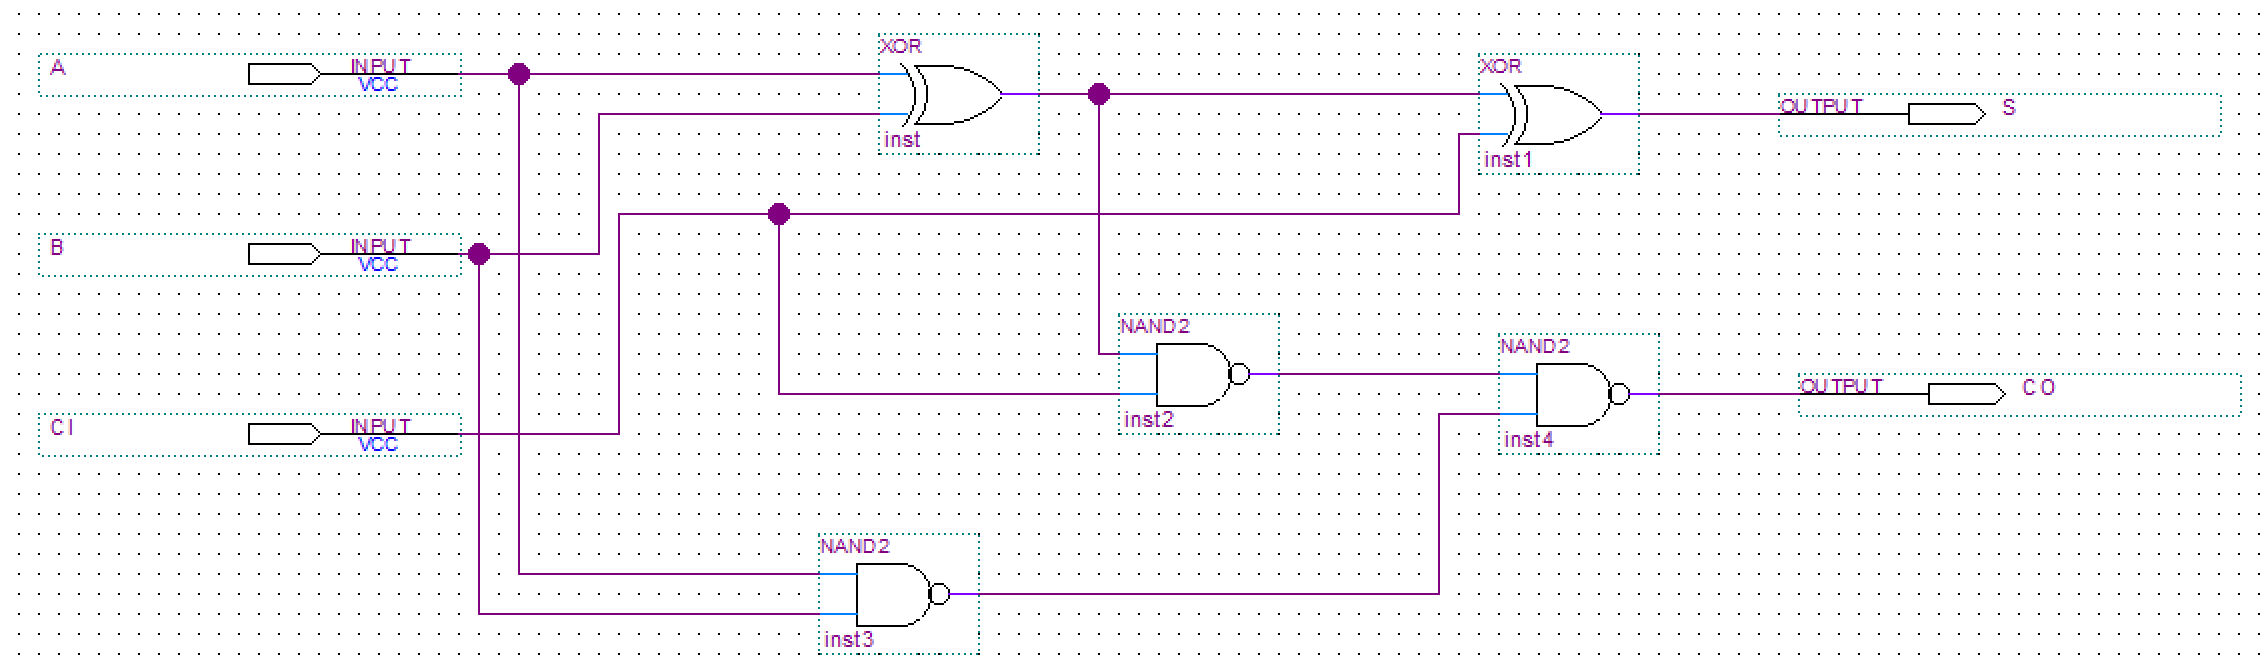 A
INPUT
VCC
XOR
inst
XOR
inst1
OUTPUT
S
B
INPUT
VCC
NAND2
inst2
NAND2
inst4
OUTPUT
CO
CI
INPUT
VCC
NAND2
inst3